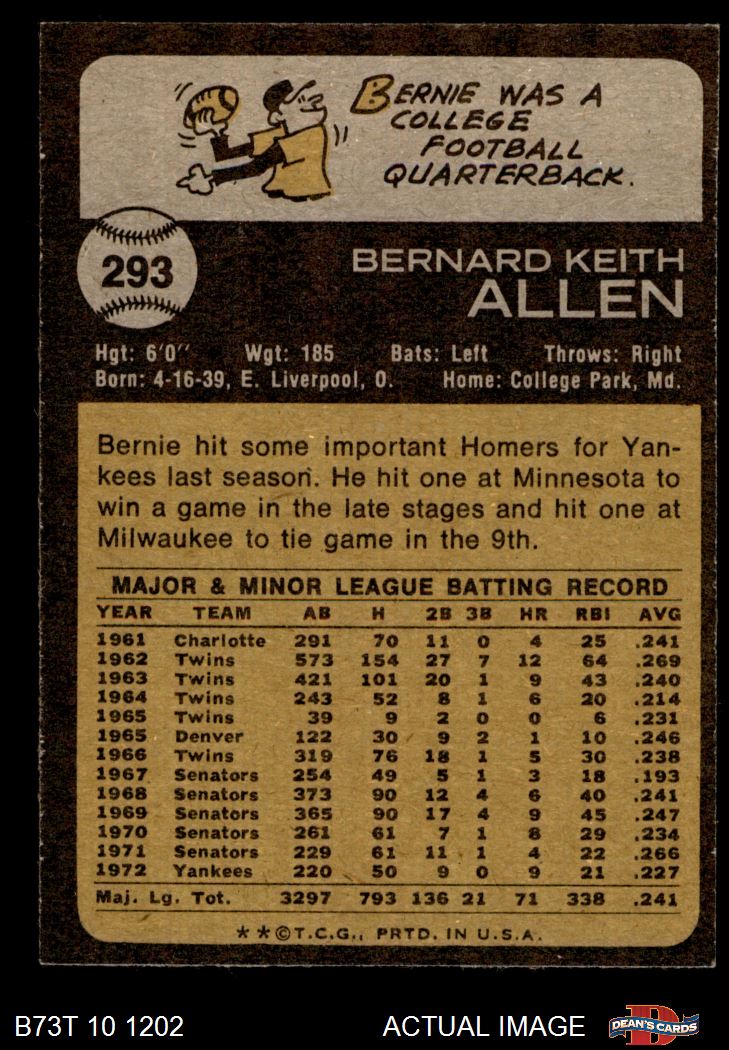 BERNIE WAS A
COLLEGE
FOOTBALL
QUARTERBACK.
293
BERNARD KEITH
ALLEN
Hgt: 6'0" Wgt: 185 Bats: Left Throws: Right
Born: 4-16-39, E. Liverpool, O. Home: College Park, Md.
Bernie hit some important Homers for Yan-
kees last season. He hit one at Minnesota to
win a game in the late stages and hit one at
Milwaukee to tie game in the 9th.
MAJOR & MINOR LEAGUE BATTING RECORD
YEAR TEAM AB H 2B 3B HR RBI AVG
1961 Charlotte 291 70 11 0 4 25 .241
1962 Twins 573 154 27 7 12 64 .269
1963 Twins 421 101 20 1 9 43 .240
1964 Twins 243 52 8 1 6 20 .214
1965 Twins 39 9 2 0 0 6 .231
1965 Denver 122 30 9 2 1 10 .246
1966 Twins 319 76 18 1 5 30 .238
1967 Senators 254 49 5 1 3 18 .193
1968 Senators 373 90 12 4 6 40 .241
1969 Senators 365 90 17 4 9 45 .247
1970 Senators 261 61 7 1 8 29 .234
1971 Senators 229 61 11 1 4 22 .266
1972 Yankees 220 50 9 0 9 21 .227
Maj. Lg. Tot. 3297 793 136 21 71 338 .241
**©T.C.G., PRTD. IN U.S.A.
B73T 10 1202 ACTUAL IMAGE D DEAN'S CARDS